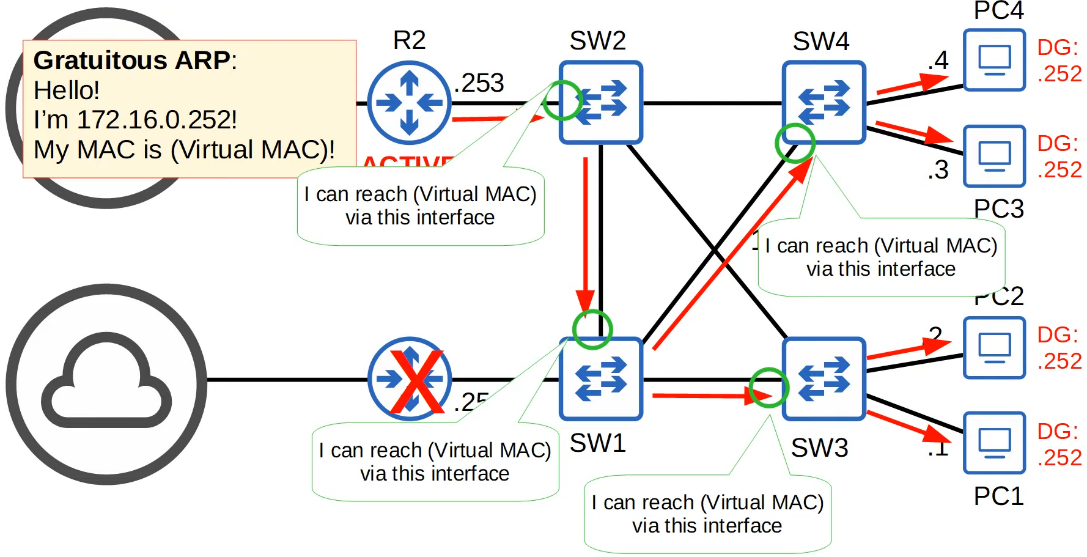 PC4
R2
SW2
SW4
Gratuitous ARP:
Hello!
I'm 172.16.0.252!
My MAC is (Virtual MAC)!
.253
.4
DG:
.252
ACTIVE
I can reach (Virtual MAC)
via this interface
.3
DG:
.252
PC3
I can reach (Virtual MAC)
via this interface
PC2
.2
DG:
.252
X
.25
SW1
I can reach (Virtual MAC)
via this interface
SW3
.1
DG:
.252
PC1
I can reach (Virtual MAC)
via this interface